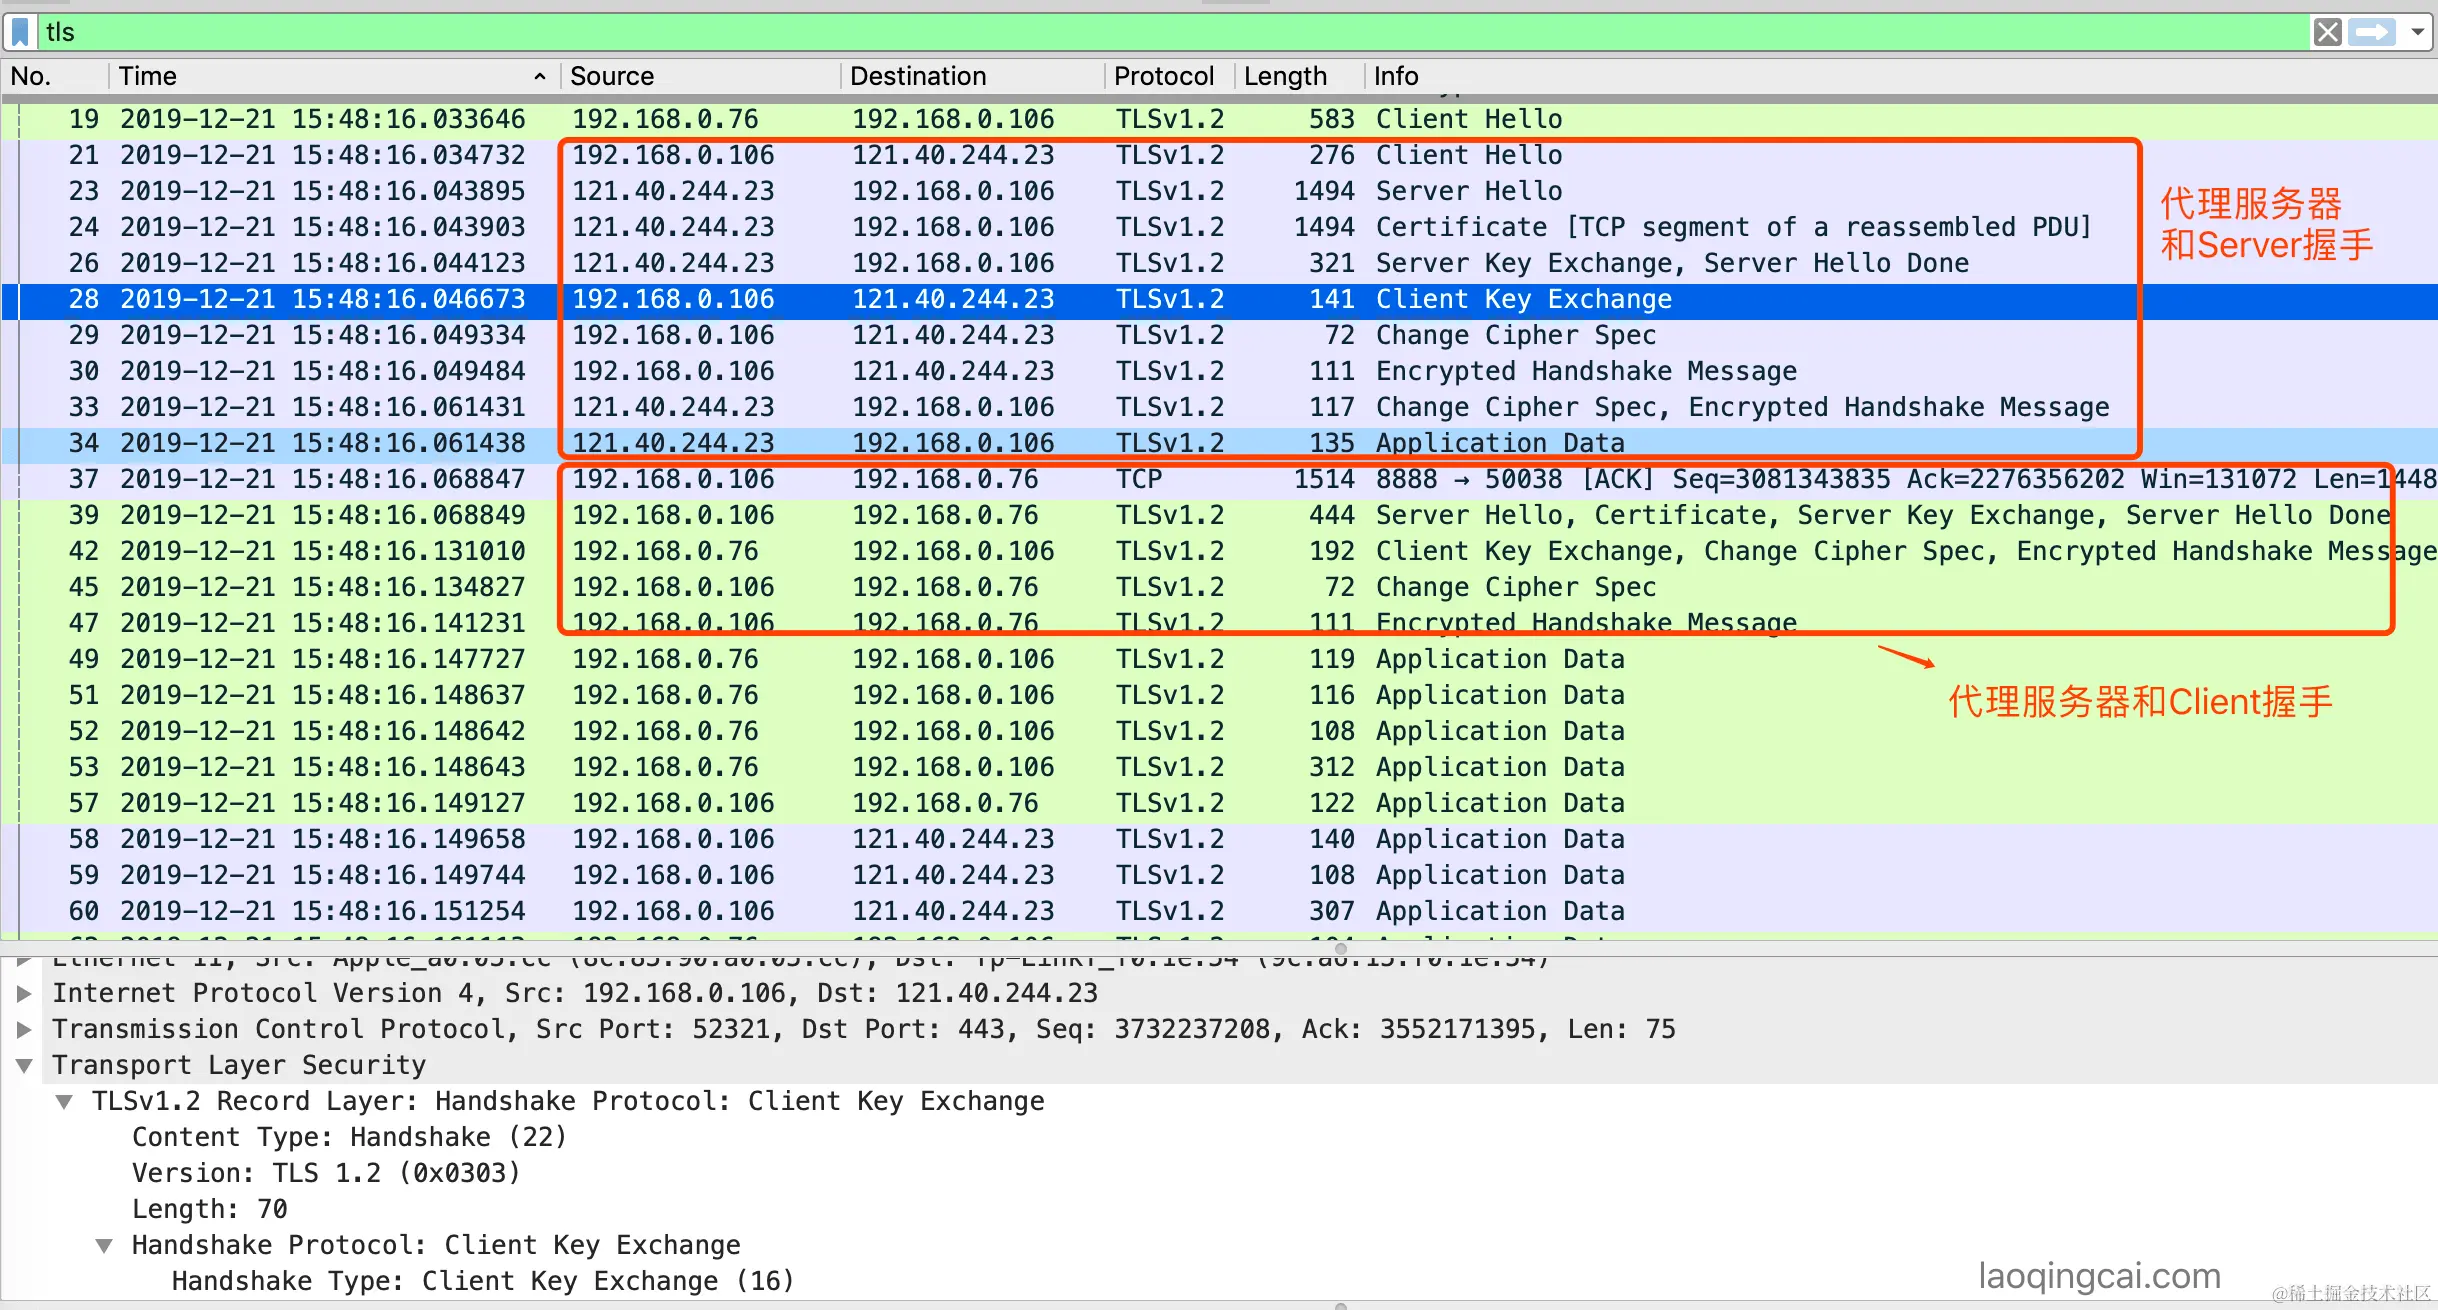 tls
No. Time Source Destination Protocol Length Info
19 2019-12-21 15:48:16.033646 192.168.0.76 192.168.0.106 TLSv1.2 583 Client Hello
21 2019-12-21 15:48:16.034732 192.168.0.106 121.40.244.23 TLSv1.2 276 Client Hello
23 2019-12-21 15:48:16.043895 121.40.244.23 192.168.0.106 TLSv1.2 1494 Server Hello
24 2019-12-21 15:48:16.043903 121.40.244.23 192.168.0.106 TLSv1.2 1494 Certificate [TCP segment of a reassembled PDU]
26 2019-12-21 15:48:16.044123 121.40.244.23 192.168.0.106 TLSv1.2 321 Server Key Exchange, Server Hello Done
28 2019-12-21 15:48:16.046673 192.168.0.106 121.40.244.23 TLSv1.2 141 Client Key Exchange
29 2019-12-21 15:48:16.049334 192.168.0.106 121.40.244.23 TLSv1.2 72 Change Cipher Spec
30 2019-12-21 15:48:16.049484 192.168.0.106 121.40.244.23 TLSv1.2 111 Encrypted Handshake Message
33 2019-12-21 15:48:16.061431 121.40.244.23 192.168.0.106 TLSv1.2 117 Change Cipher Spec, Encrypted Handshake Message
34 2019-12-21 15:48:16.061438 121.40.244.23 192.168.0.106 TLSv1.2 135 Application Data
代理服务器
和Server握手
37 2019-12-21 15:48:16.068847 192.168.0.106 192.168.0.76 TCP 1514 8888 → 50038 [ACK] Seq=3081343835 Ack=2276356202 Win=131072 Len=1448
39 2019-12-21 15:48:16.068849 192.168.0.106 192.168.0.76 TLSv1.2 444 Server Hello, Certificate, Server Key Exchange, Server Hello Done
42 2019-12-21 15:48:16.131010 192.168.0.76 192.168.0.106 TLSv1.2 192 Client Key Exchange, Change Cipher Spec, Encrypted Handshake Message
45 2019-12-21 15:48:16.134827 192.168.0.106 192.168.0.76 TLSv1.2 72 Change Cipher Spec
47 2019-12-21 15:48:16.141231 192.168.0.106 192.168.0.76 TLSv1.2 111 Encrypted Handshake Message
49 2019-12-21 15:48:16.147727 192.168.0.76 192.168.0.106 TLSv1.2 119 Application Data
51 2019-12-21 15:48:16.148637 192.168.0.76 192.168.0.106 TLSv1.2 116 Application Data
代理服务器和Client握手
52 2019-12-21 15:48:16.148642 192.168.0.76 192.168.0.106 TLSv1.2 108 Application Data
53 2019-12-21 15:48:16.148643 192.168.0.76 192.168.0.106 TLSv1.2 312 Application Data
57 2019-12-21 15:48:16.149127 192.168.0.106 192.168.0.76 TLSv1.2 122 Application Data
58 2019-12-21 15:48:16.149658 192.168.0.106 121.40.244.23 TLSv1.2 140 Application Data
59 2019-12-21 15:48:16.149744 192.168.0.106 121.40.244.23 TLSv1.2 108 Application Data
60 2019-12-21 15:48:16.151254 192.168.0.106 121.40.244.23 TLSv1.2 307 Application Data
Internet Protocol Version 4, Src: 192.168.0.106, Dst: 121.40.244.23
Transmission Control Protocol, Src Port: 52321, Dst Port: 443, Seq: 3732237208, Ack: 3552171395, Len: 75
Transport Layer Security
TLSv1.2 Record Layer: Handshake Protocol: Client Key Exchange
Content Type: Handshake (22)
Version: TLS 1.2 (0x0303)
Length: 70
Handshake Protocol: Client Key Exchange
Handshake Type: Client Key Exchange (16)
laoqingcai.com
@稀土掘金技术社区